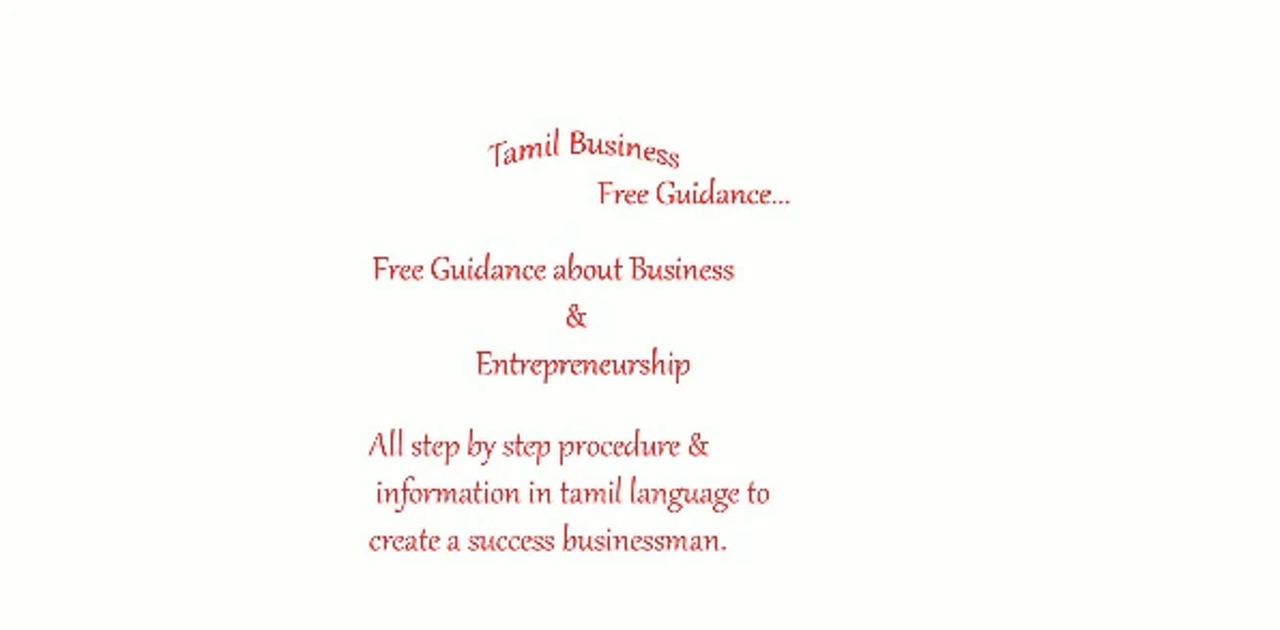 Tamil Business
Free Guidance...
Free Guidance about Business
&
Entrepreneurship
All step by step procedure &
information in tamil language to
create a success businessman.